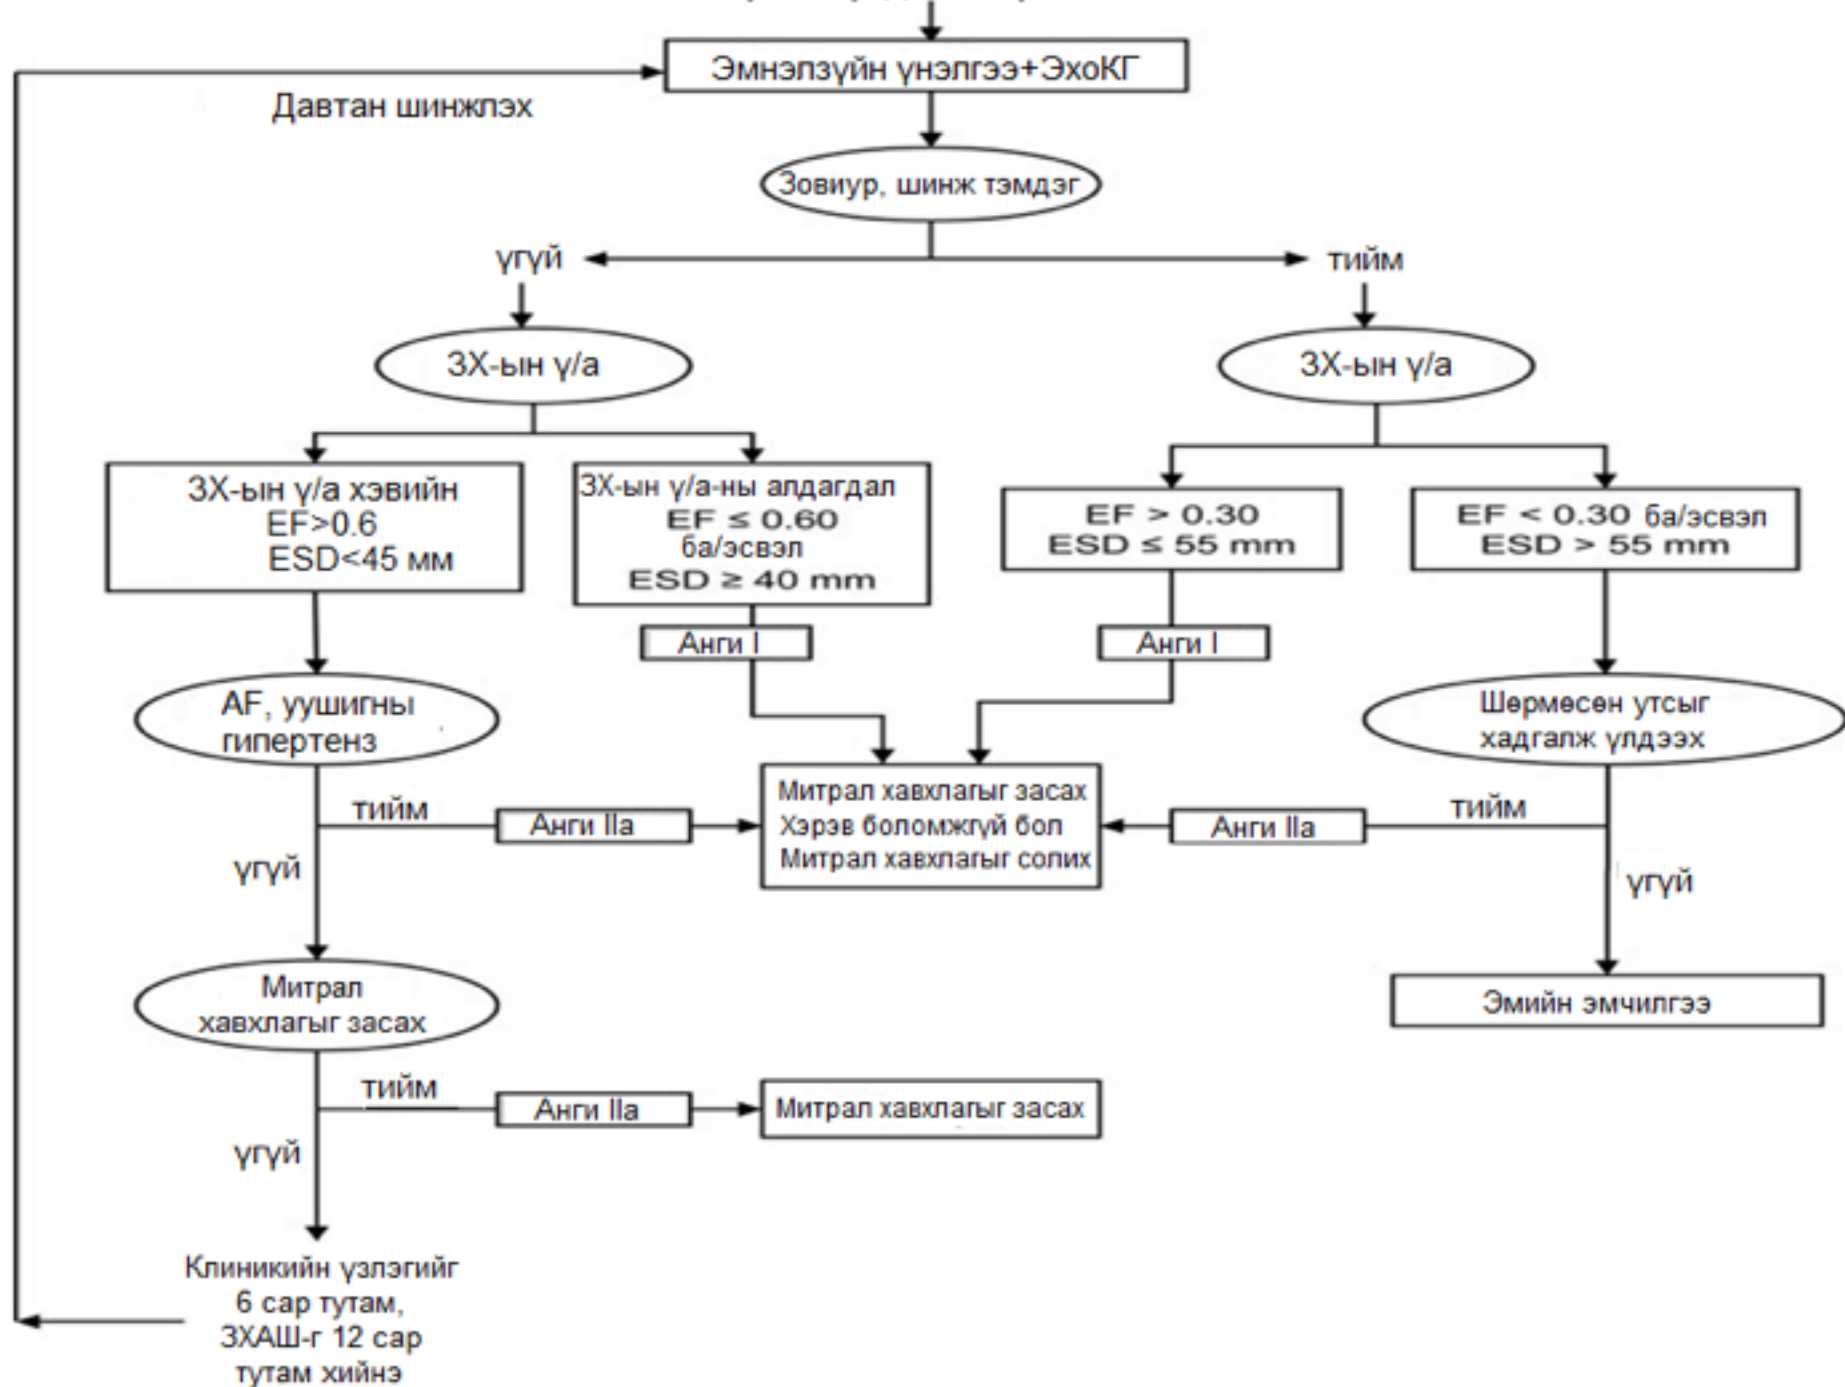 Эмнэлзүйн үнэлгээ+ЭхоКГ
Давтан шинжлэх
Зовиур, шинж тэмдэг
үгүй
тийм
ЗХ-ын ү/а
ЗХ-ын ү/а
ЗХ-ын ү/а хэвийн
EF>0.6
ESD<45 мм
ЗХ-ын ү/а-ны алдагдал
EF ≤ 0.60
ба/эсвэл
ESD ≥ 40 mm
EF > 0.30
ESD ≤ 55 mm
EF < 0.30 ба/эсвэл
ESD > 55 mm
Анги I
Анги I
AF, уушигны
гипертенз
Шөрмөсөн утсыг
хадгалж үлдээх
тийм
Анги IIa
Митрал хавхлагыг засах
Хэрэв боломжгүй бол
Митрал хавхлагыг солих
Анги IIa
тийм
үгүй
үгүй
Митрал
хавхлагыг засах
Эмийн эмчилгээ
тийм
Анги IIa
Митрал хавхлагыг засах
үгүй
Клиникийн үзлэгийг
6 сар тутам,
ЗХАШ-г 12 сар
тутам хийнэ